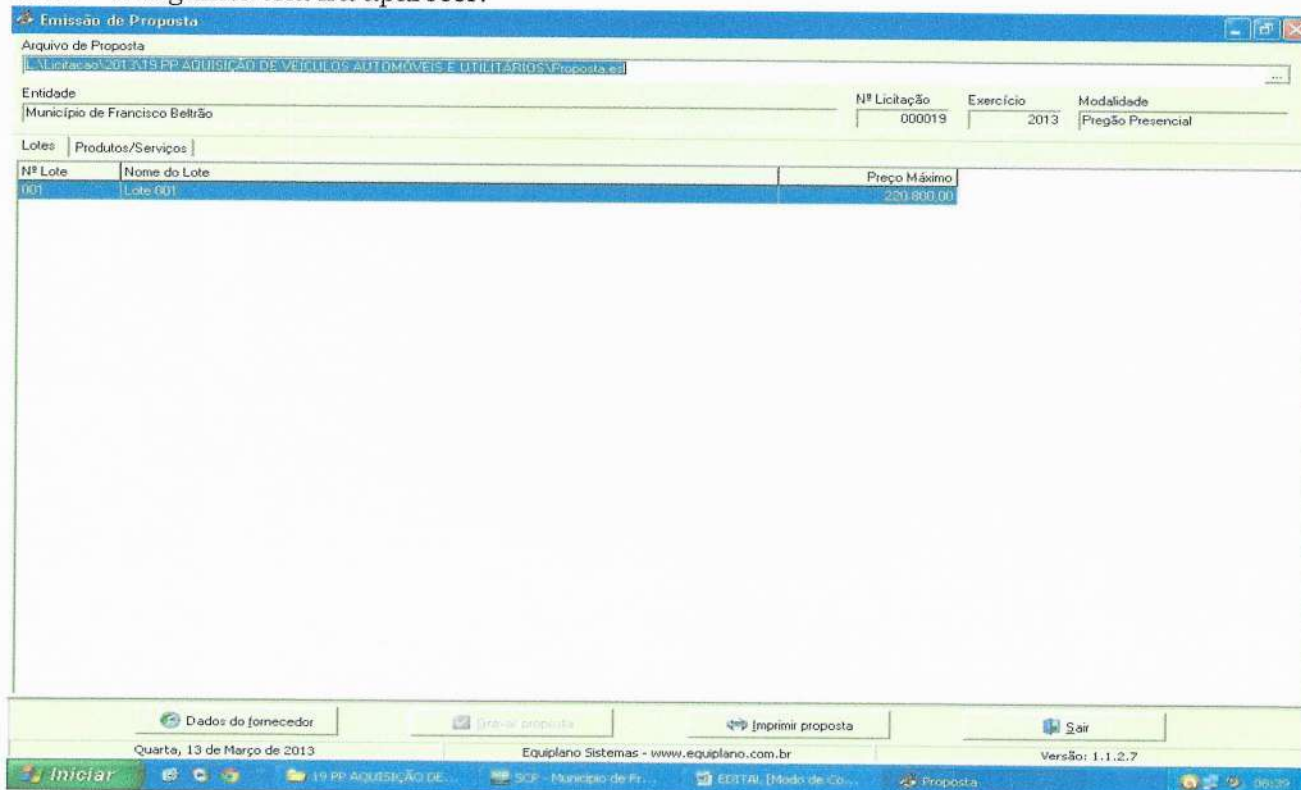 Emissão de Proposta
Arquivo de Proposta
L:\Licitacao\2013\19 PP AQUISIÇÃO DE VEÍCULOS AUTOMÓVEIS E UTILITÁRIOS\Proposta.esl
...
Entidade Nº Licitação Exercício Modalidade
Município de Francisco Beltrão 000019 2013 Pregão Presencial
Lotes Produtos/Serviços
Nº Lote Nome do Lote Preço Máximo
001 Lote 001 220.800,00
Dados do fornecedor Gravar proposta Imprimir proposta Sair
Quarta, 13 de Março de 2013 Equiplano Sistemas - www.equiplano.com.br Versão: 1.1.2.7
Iniciar 19 PP AQUISIÇÃO DE... SCP - Município de Fr... EDITAL [Modo de Co... Proposta 08:39